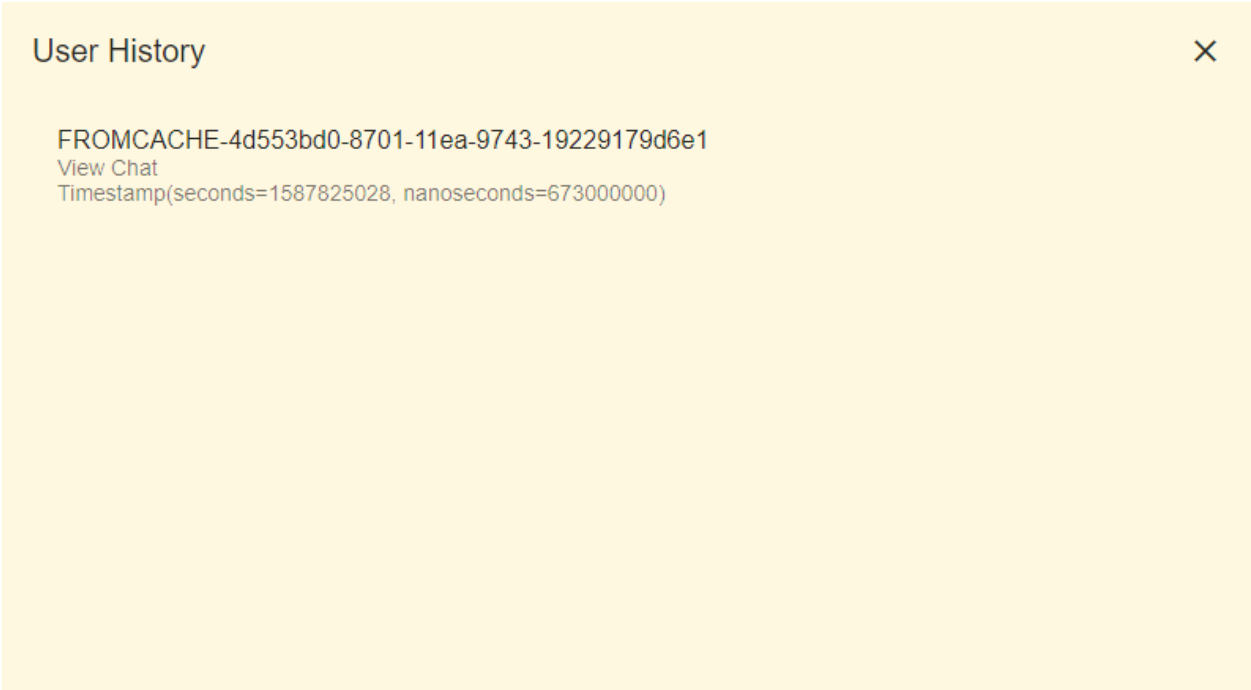 User History
FROMCACHE-4d553bd0-8701-11ea-9743-19229179d6e1
View Chat
Timestamp(seconds=1587825028, nanoseconds=673000000)